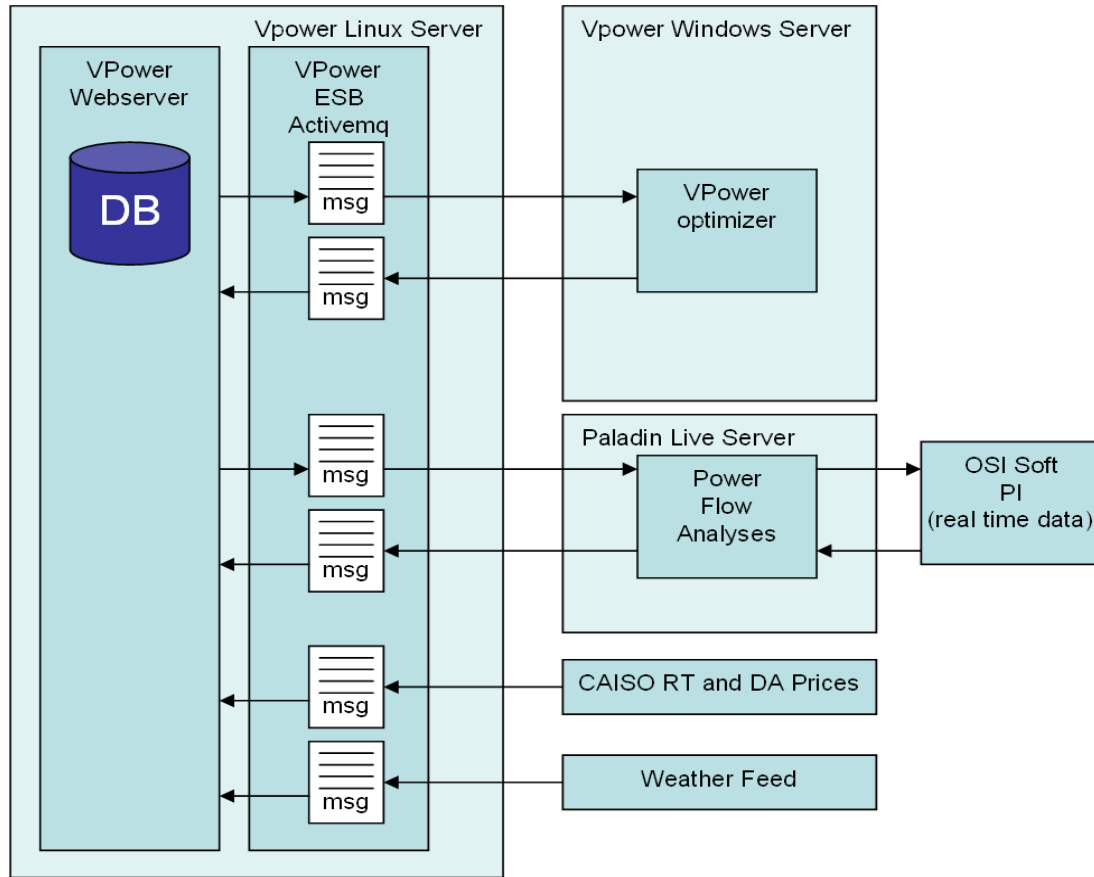 Vpower Linux Server
VPower
Webserver
DB
VPower
ESB
Activemq
msg
msg
msg
msg
msg
msg
Vpower Windows Server
VPower
optimizer
Paladin Live Server
Power
Flow
Analyses
OSI Soft
PI
(real time data)
CAISO RT and DA Prices
Weather Feed